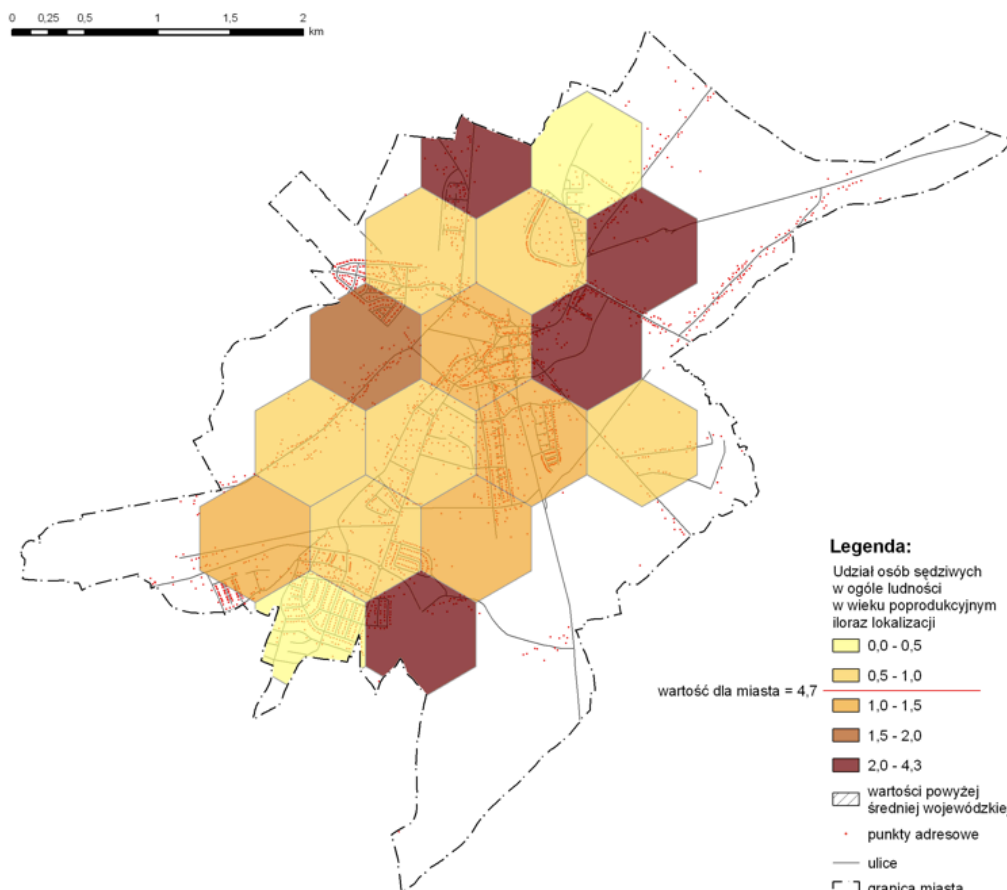 0 0,25 0,5 1 1,5 2
km
Legenda:
Udział osób sędziwych
w ogóle ludności
w wieku poprodukcyjnym
iloraz lokalizacji
0,0 - 0,5
0,5 - 1,0
wartość dla miasta = 4,7
1,0 - 1,5
1,5 - 2,0
2,0 - 4,3
wartości powyżej
średniej wojewódzkiej
punkty adresowe
ulice
granica miasta